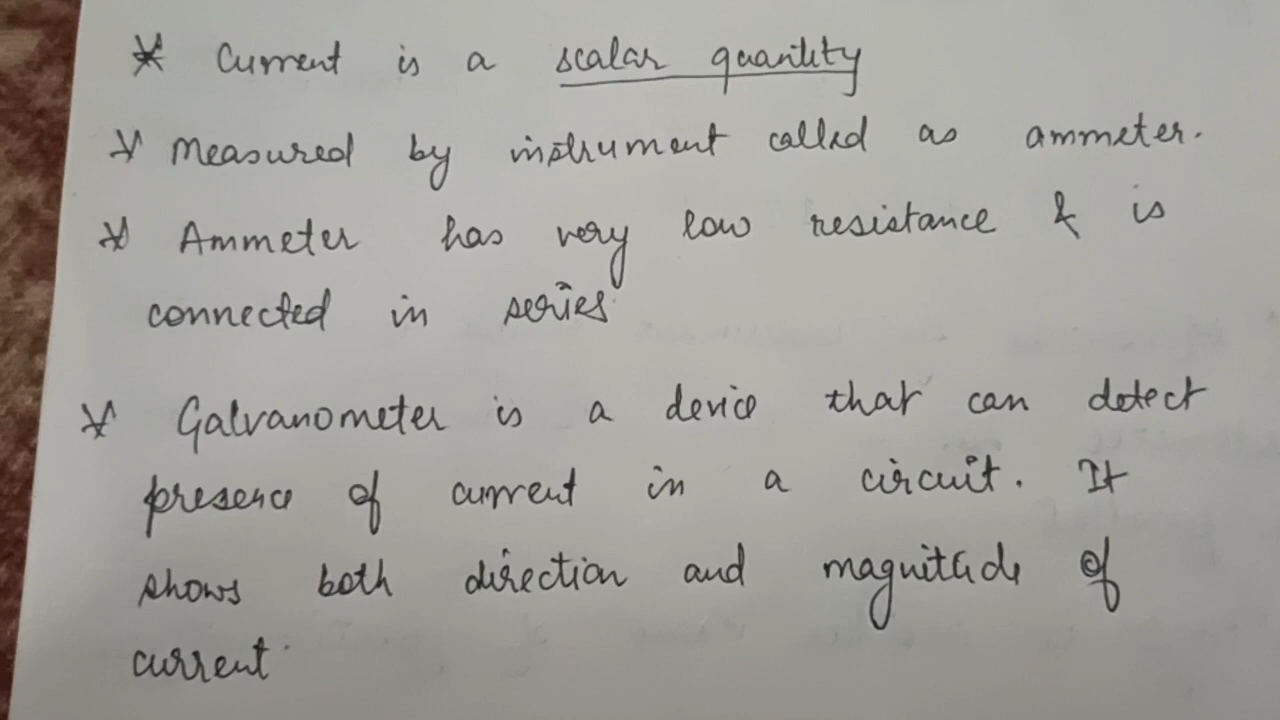 * Current is a scalar quantity
* Measured by instrument called as ammeter.
* Ammeter has very low resistance & is
connected in series.
* Galvanometer is a device that can detect
presence of current in a circuit. It
shows both direction and magnitude of
current.